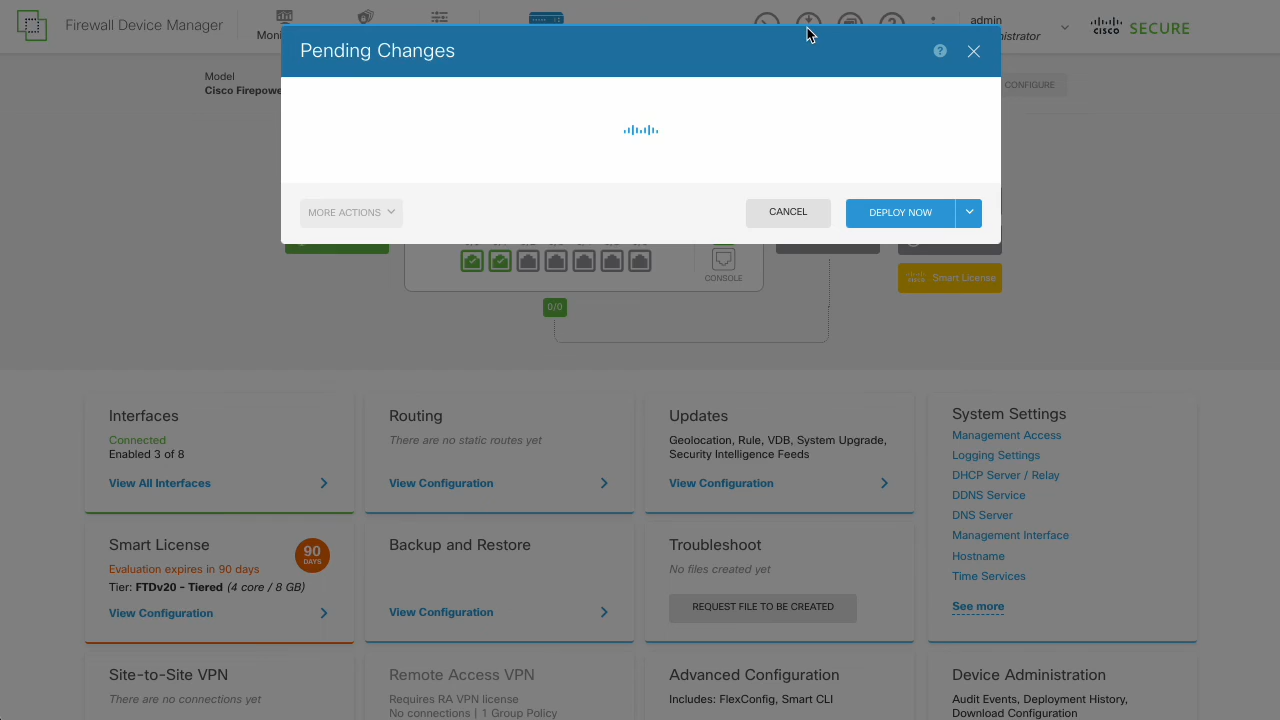 Firewall Device Manager
Moni
admin
nistrator
CISCO SECURE
Pending Changes
?
Model
Cisco Firepowe
CONFIGURE
MORE ACTIONS
CANCEL
DEPLOY NOW
CONSOLE
Smart License
0/0
Interfaces
Connected
Enabled 3 of 8
View All Interfaces
Routing
There are no static routes yet
View Configuration
Updates
Geolocation, Rule, VDB, System Upgrade,
Security Intelligence Feeds
View Configuration
System Settings
Management Access
Logging Settings
DHCP Server / Relay
DDNS Service
DNS Server
Management Interface
Hostname
Time Services
See more
Smart License
90
DAYS
Evaluation expires in 90 days
Tier: FTDv20 - Tiered (4 core / 8 GB)
View Configuration
Backup and Restore
View Configuration
Troubleshoot
No files created yet
REQUEST FILE TO BE CREATED
Site-to-Site VPN
There are no connections yet
Remote Access VPN
Requires RA VPN license
No connections | 1 Group Policy
Advanced Configuration
Includes: FlexConfig, Smart CLI
Device Administration
Audit Events, Deployment History,
Download Configuration